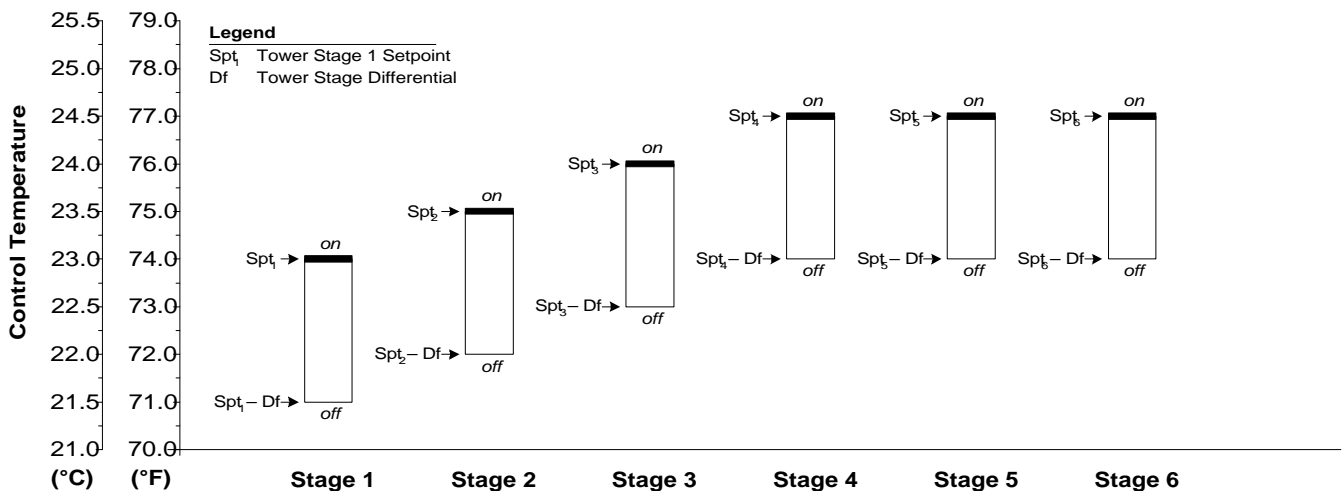 25.5 79.0
Legend
Spt1 Tower Stage 1 Setpoint
25.0 78.0
Df Tower Stage Differential
on on on
24.5 77.0 Spt4 Spt5 Spt6
on
24.0 76.0 Spt3
on
23.5 75.0 Spt2
on
23.0 74.0 Spt1 Spt4 – Df Spt5 – Df Spt6 – Df
off off off
22.5 73.0 Spt3 – Df
off
22.0 72.0 Spt2 – Df
off
21.5 71.0 Spt1 – Df
off
21.0 70.0
Control Temperature
(°C) (°F) Stage 1 Stage 2 Stage 3 Stage 4 Stage 5 Stage 6